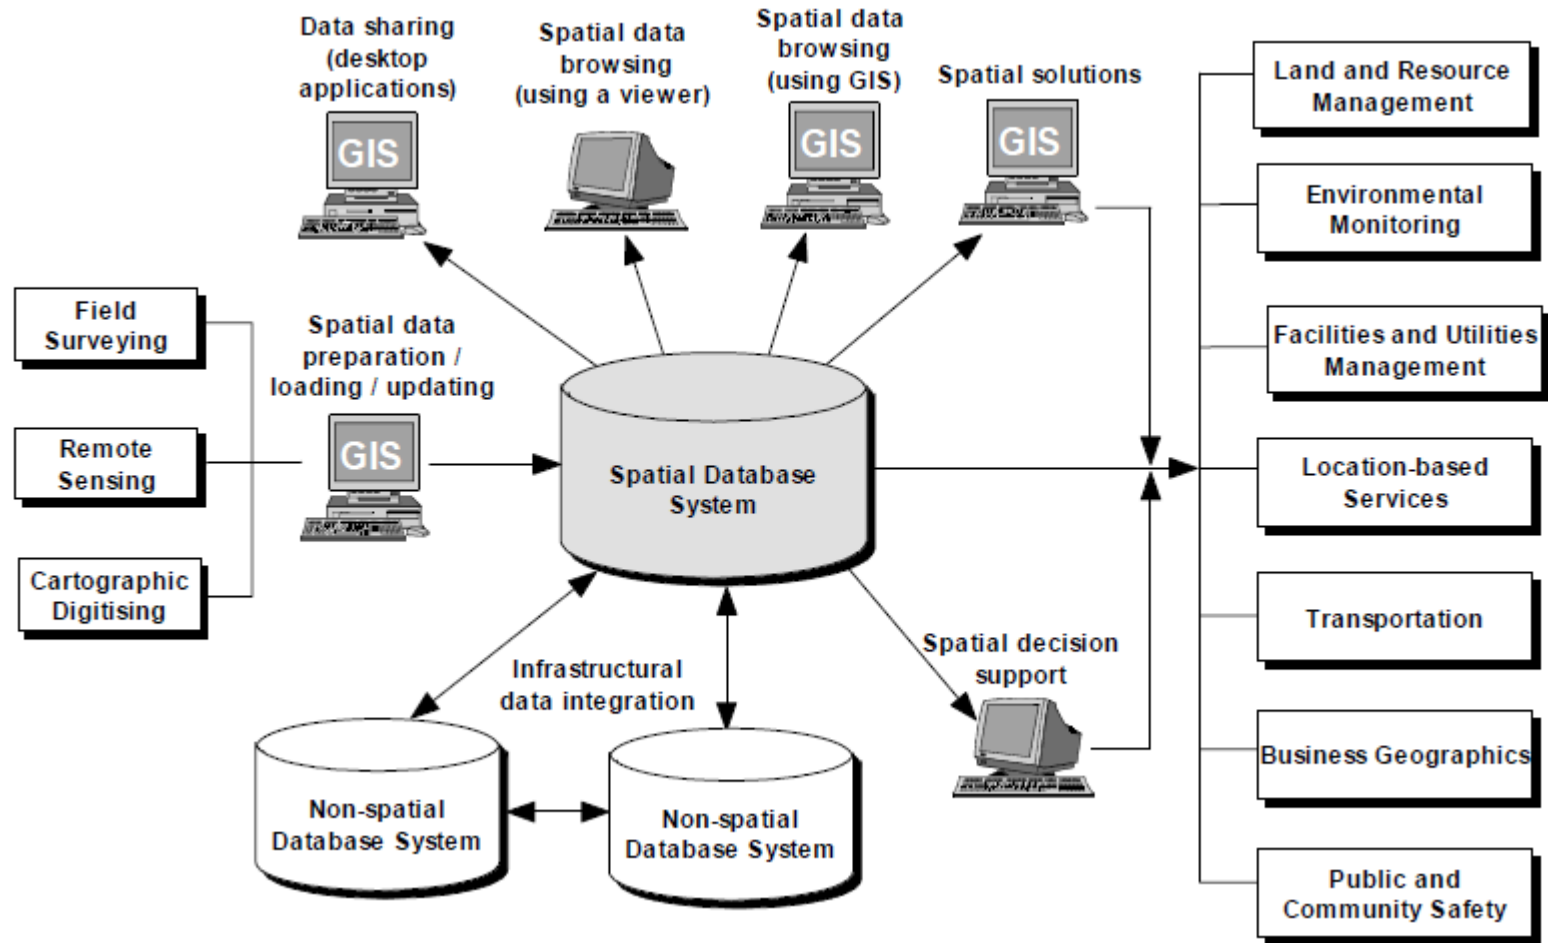 Data sharing
(desktop
applications)
GIS
Spatial data
browsing
(using a viewer)
Spatial data
browsing
(using GIS)
GIS
Spatial solutions
GIS
Field
Surveying
Remote
Sensing
Cartographic
Digitising
Spatial data
preparation /
loading / updating
GIS
Spatial Database
System
Infrastructural
data integration
Non-spatial
Database System
Non-spatial
Database System
Spatial decision
support
Land and Resource
Management
Environmental
Monitoring
Facilities and Utilities
Management
Location-based
Services
Transportation
Business Geographics
Public and
Community Safety